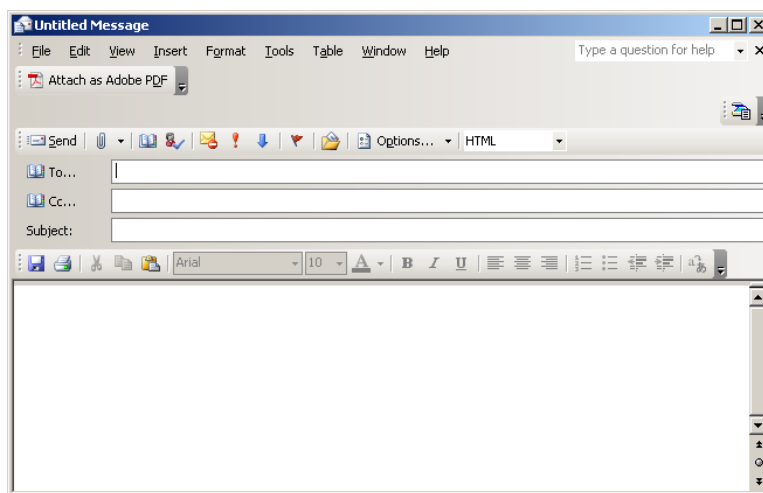 Untitled Message
File Edit View Insert Format Tools Table Window Help Type a question for help
Attach as Adobe PDF
Send Options... HTML
To...
Cc...
Subject:
Arial 10 A B I U